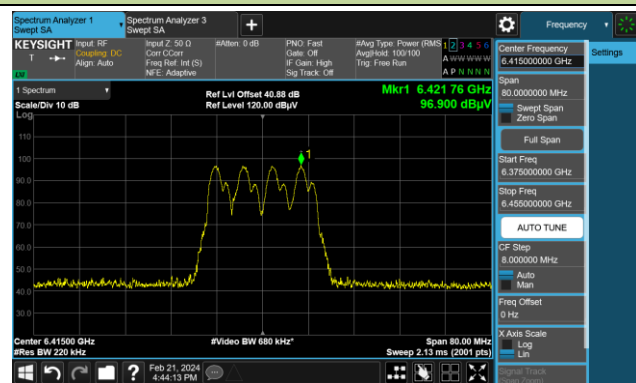 Spectrum Analyzer 1
Swept SA
Spectrum Analyzer 3
Swept SA
Frequency
KEYSIGHT
Input: RF
Coupling: DC
Align: Auto
Input Z: 50 Ω
Corr CCorr
Freq Ref: Int (S)
NFE: Adaptive
#Atten: 0 dB
PNO: Fast
Gate: Off
IF Gain: High
Sig Track: Off
#Avg Type: Power (RMS
Avg|Hold: 100/100
Trig: Free Run
1 2 3 4 5 6
A W W W W W
A P N N N N
T
LW
1 Spectrum
Scale/Div 10 dB
Ref Lvl Offset 40.88 dB
Ref Level 120.00 dBµV
Mkr1 6.421 76 GHz
96.900 dBµV
Log
110
100
90.0
80.0
70.0
60.0
50.0
40.0
30.0
1
Center 6.41500 GHz
#Res BW 220 kHz
#Video BW 680 kHz*
Span 80.00 MHz
Sweep 2.13 ms (2001 pts)
Center Frequency
6.415000000 GHz
Settings
Span
80.0000000 MHz
Swept Span
Zero Span
Full Span
Start Freq
6.375000000 GHz
Stop Freq
6.455000000 GHz
AUTO TUNE
CF Step
8.000000 MHz
Auto
Man
Freq Offset
0 Hz
X Axis Scale
Log
Lin
Signal Track
(Span Zoom)
?
Feb 21, 2024
4:44:13 PM